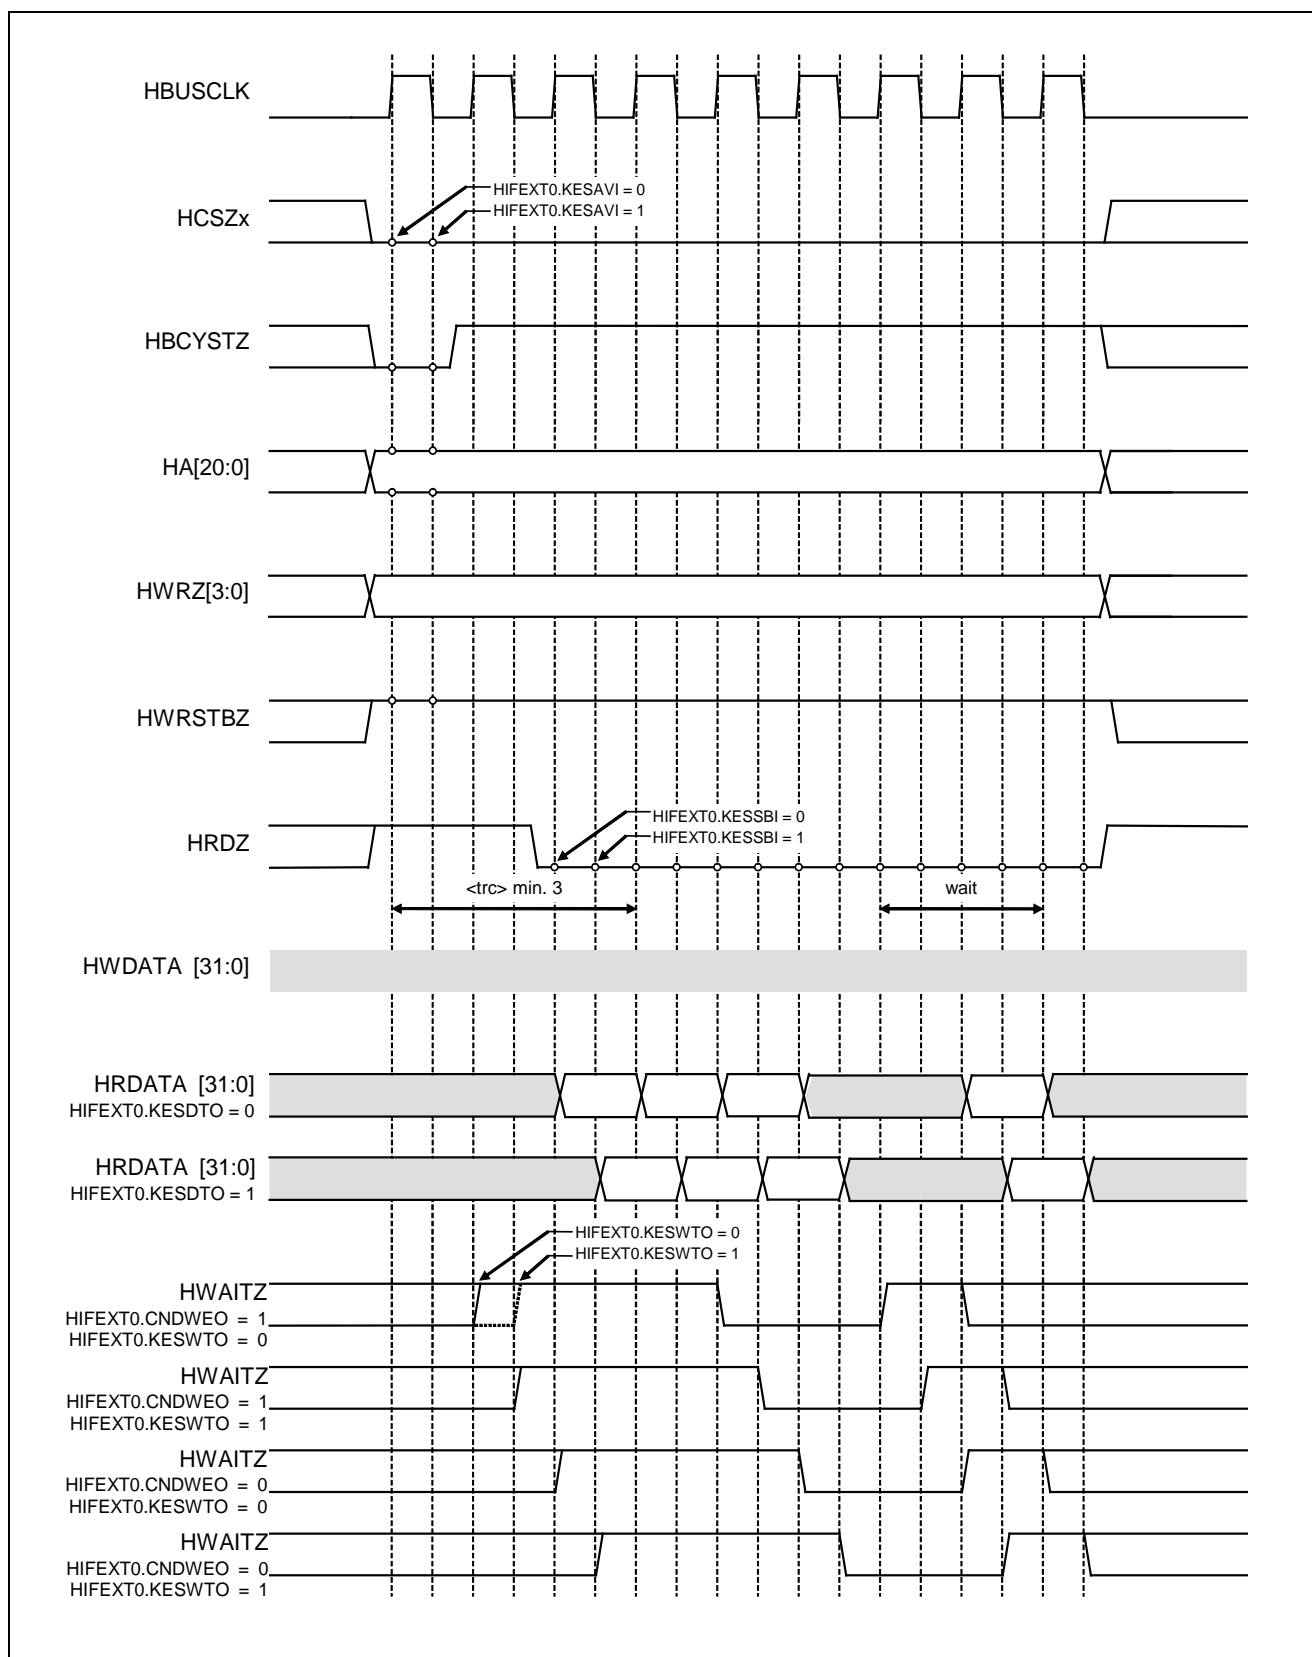 HBUSCLK
HIFEXT0.KESAVI = 0
HIFEXT0.KESAVI = 1
HCSZx
HBCYSTZ
HA[20:0]
HWRZ[3:0]
HWRSTBZ
HIFEXT0.KESSBI = 0
HIFEXT0.KESSBI = 1
HRDZ
<trc> min. 3
wait
HWDATA [31:0]
HRDATA [31:0]
HIFEXT0.KESDTO = 0
HRDATA [31:0]
HIFEXT0.KESDTO = 1
HIFEXT0.KESWTO = 0
HIFEXT0.KESWTO = 1
HWAITZ
HIFEXT0.CNDWEO = 1
HIFEXT0.KESWTO = 0
HWAITZ
HIFEXT0.CNDWEO = 1
HIFEXT0.KESWTO = 1
HWAITZ
HIFEXT0.CNDWEO = 0
HIFEXT0.KESWTO = 0
HWAITZ
HIFEXT0.CNDWEO = 0
HIFEXT0.KESWTO = 1